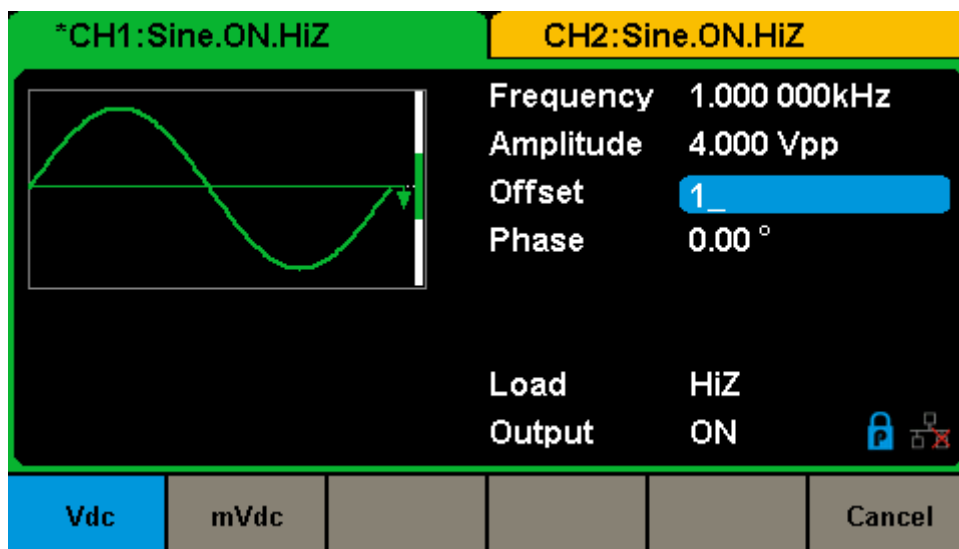 *CH1:Sine.ON.HiZ CH2:Sine.ON.HiZ
Frequency 1.000 000kHz
Amplitude 4.000 Vpp
Offset 1_
Phase 0.00 °
Load HiZ
Output ON P
Vdc mVdc Cancel